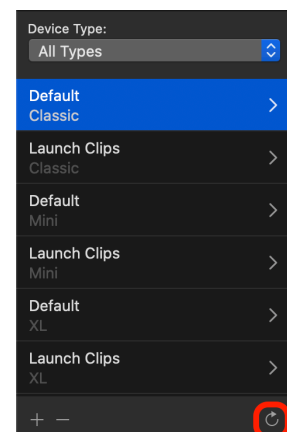 Device Type:
All Types
Default
Classic
Launch Clips
Classic
Default
Mini
Launch Clips
Mini
Default
XL
Launch Clips
XL